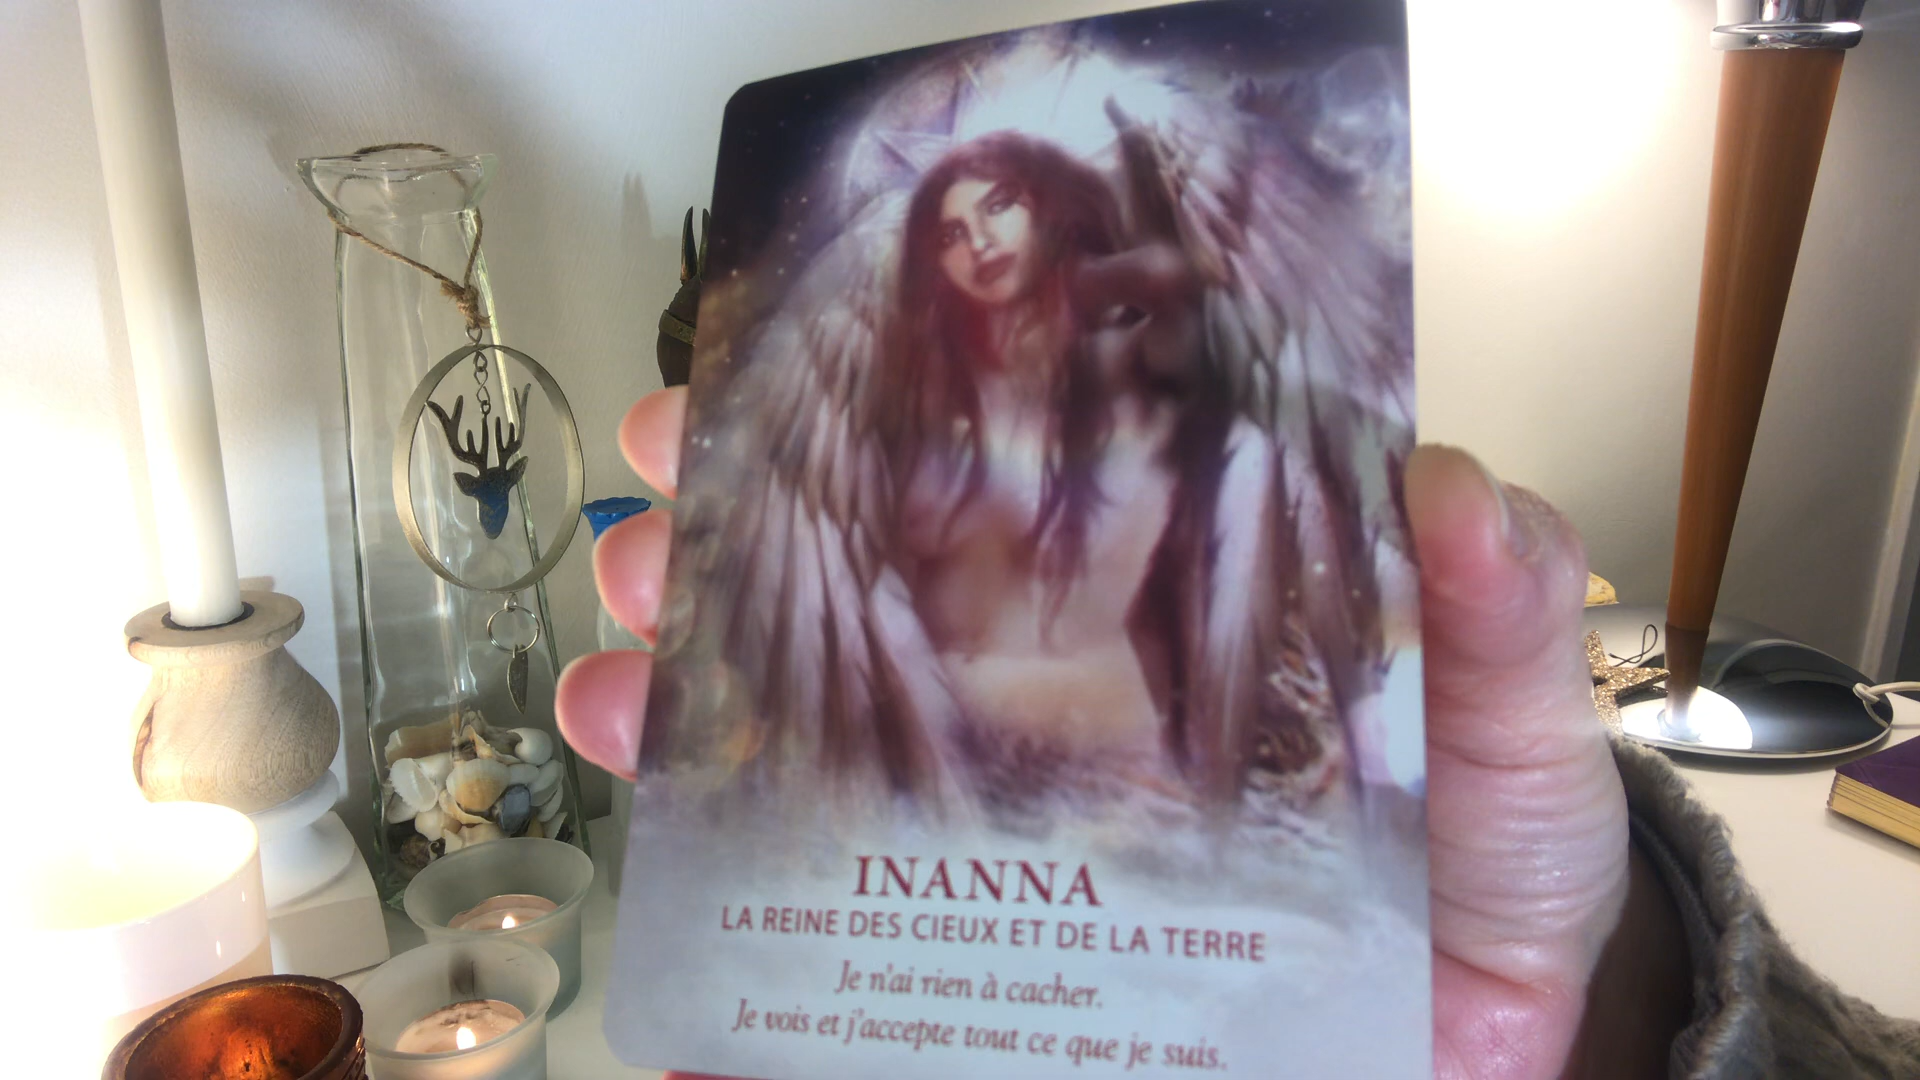 INANNA
LA REINE DES CIEUX ET DE LA TERRE
Je n'ai rien à cacher.
Je vois et j'accepte tout ce que je suis.